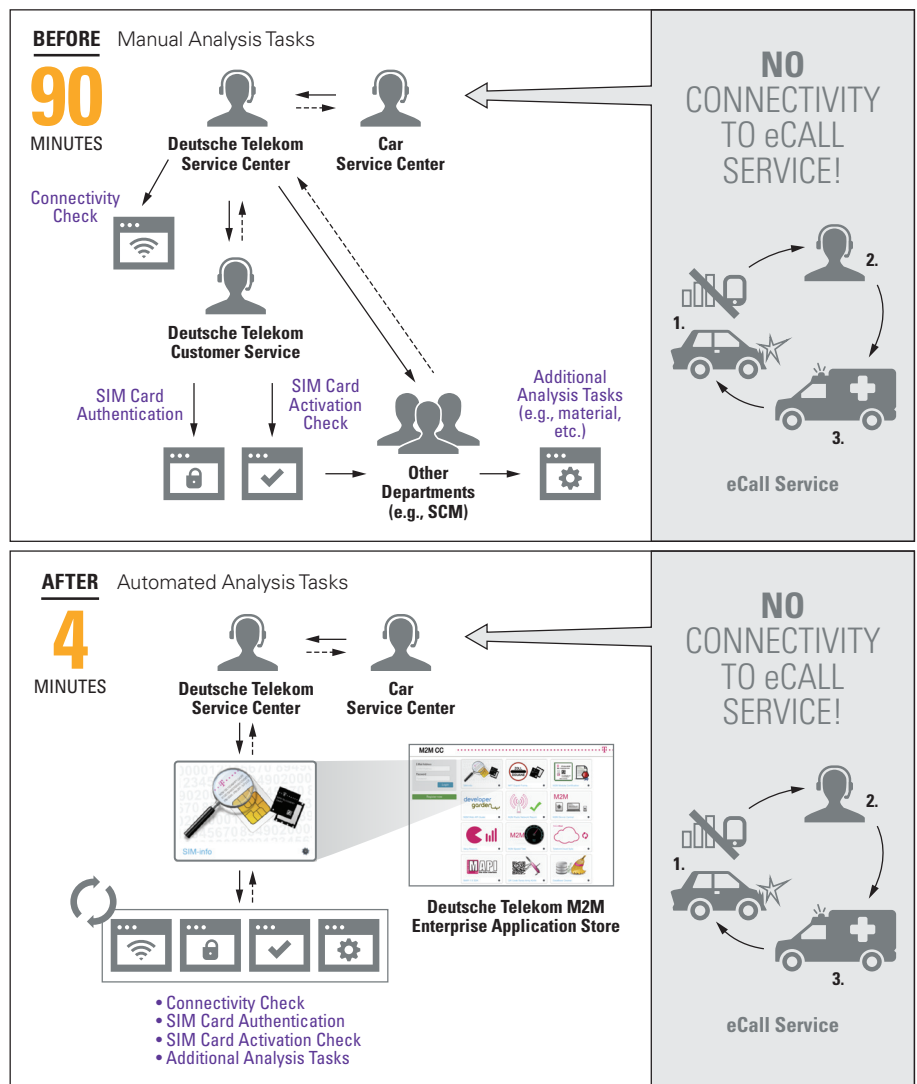 BEFORE Manual Analysis Tasks
90
MINUTES
Deutsche Telekom
Service Center
Car
Service Center
Connectivity
Check
Deutsche Telekom
Customer Service
SIM Card
Authentication
SIM Card
Activation
Check
Other
Departments
(e.g., SCM)
Additional
Analysis Tasks
(e.g., material,
etc.)
NO
CONNECTIVITY
TO eCALL
SERVICE!
1.
2.
3.
eCall Service
AFTER Automated Analysis Tasks
4
MINUTES
Deutsche Telekom
Service Center
Car
Service Center
SIM-info
M2M CC
developer
garden
M2M
M2M
MAPI
Deutsche Telekom M2M
Enterprise Application Store
• Connectivity Check
• SIM Card Authentication
• SIM Card Activation Check
• Additional Analysis Tasks
NO
CONNECTIVITY
TO eCALL
SERVICE!
1.
2.
3.
eCall Service